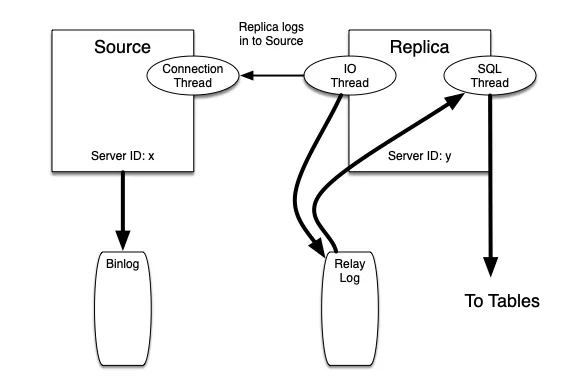 Replica logs
in to Source
Source
Replica
Connection
Thread
IO
Thread
SQL
Thread
Server ID: x
Server ID: y
Binlog
Relay
Log
To Tables